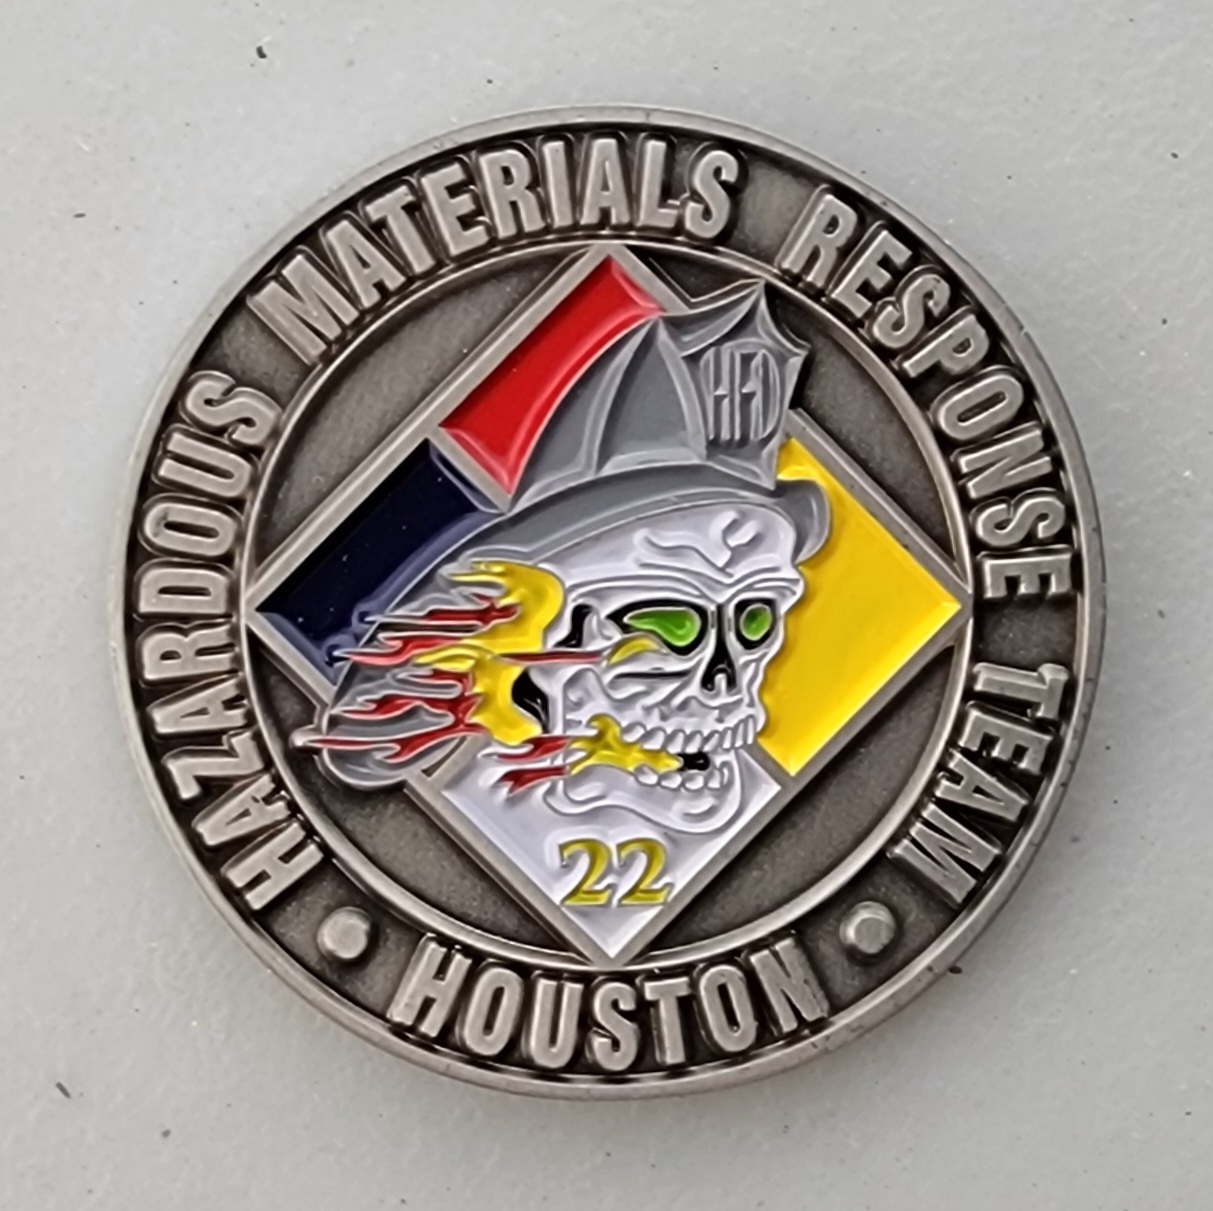 HAZARDOUS MATERIALS RESPONSE TEAM
HFD
22
HOUSTON